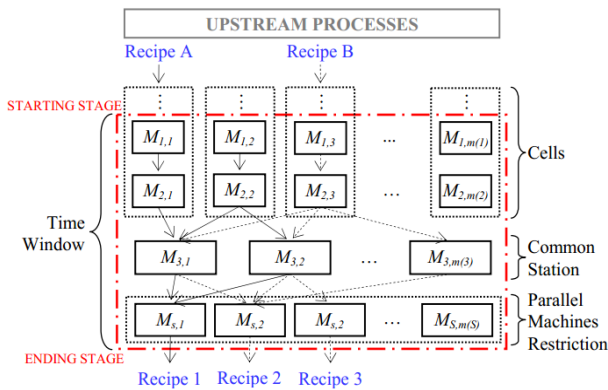 UPSTREAM PROCESSES
Recipe A Recipe B
⋮ ⋮ ⋮ ⋮
STARTING STAGE
M1,1 M1,2 M1,3 ... M1,m(1)
Cells
M2,1 M2,2 M2,3 ... M2,m(2)
Time
Window
M3,1 M3,2 ... M3,m(3)
Common
Station
Ms,1 Ms,2 Ms,2 ... MS,m(S)
Parallel
Machines
Restriction
ENDING STAGE
Recipe 1 Recipe 2 Recipe 3